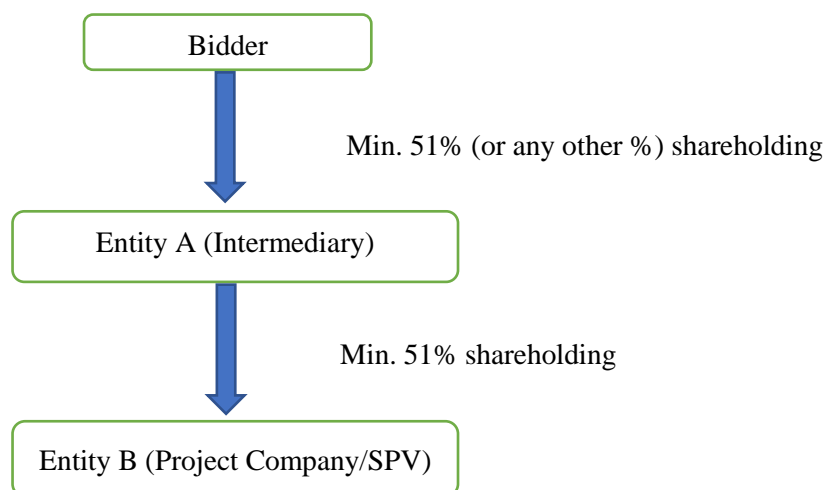 Bidder
Min. 51% (or any other %) shareholding
Entity A (Intermediary)
Min. 51% shareholding
Entity B (Project Company/SPV)